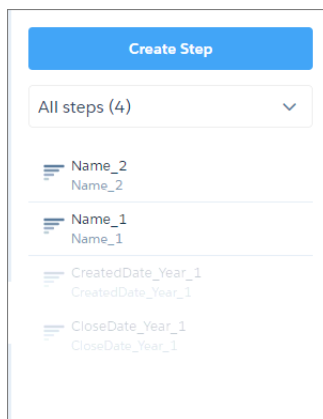 Create Step
All steps (4)
Name_2
Name_2
Name_1
Name_1
CreatedDate_Year_1
CreatedDate_Year_1
CloseDate_Year_1
CloseDate_Year_1